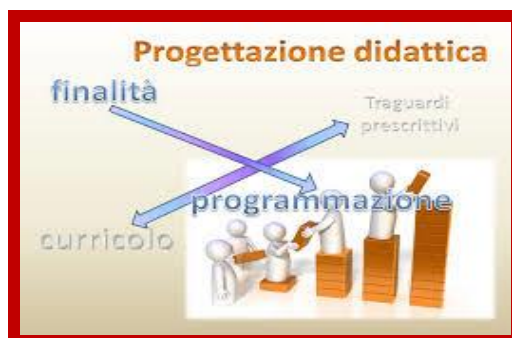 Progettazione didattica
finalità
Traguardi
prescrittivi
programmazione
curricolo